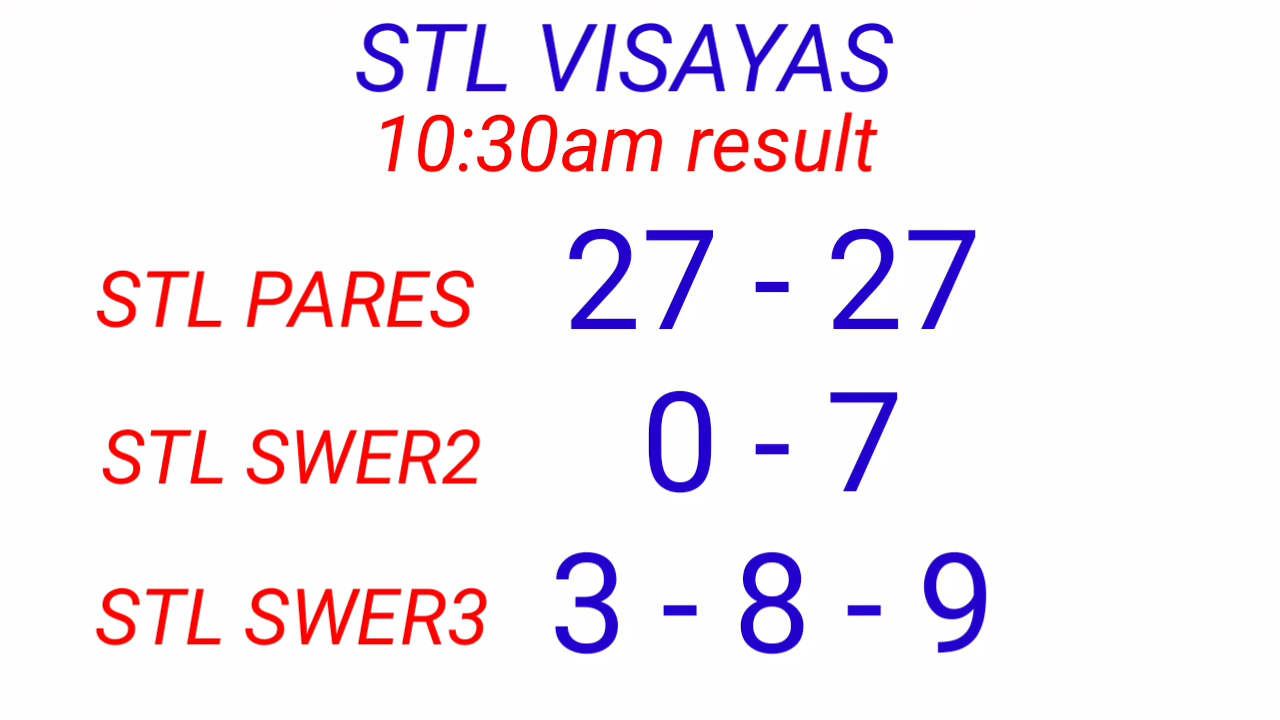 STL VISAYAS
10:30am result
STL PARES 27 - 27
STL SWER2 0 - 7
STL SWER3 3 - 8 - 9